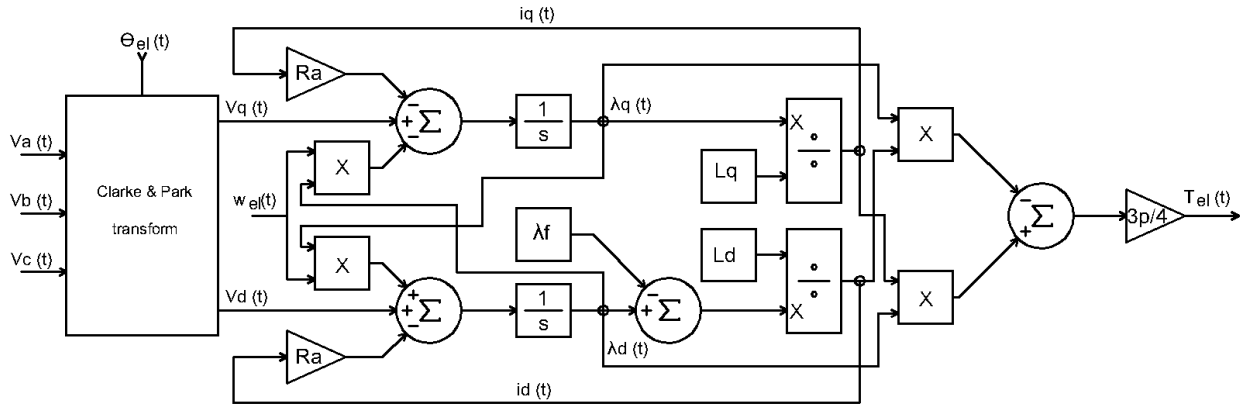 iq (t)
Θel (t)
Ra
Vq (t)
λq (t)
1
s
Σ
X
Va (t)
Clarke & Park
transform
X
Lq
X
Vb (t)
wel(t)
λf
Ld
Σ
3p/4
Tel (t)
Vc (t)
X
Vd (t)
Σ
1
s
Σ
X
X
Ra
λd (t)
id (t)